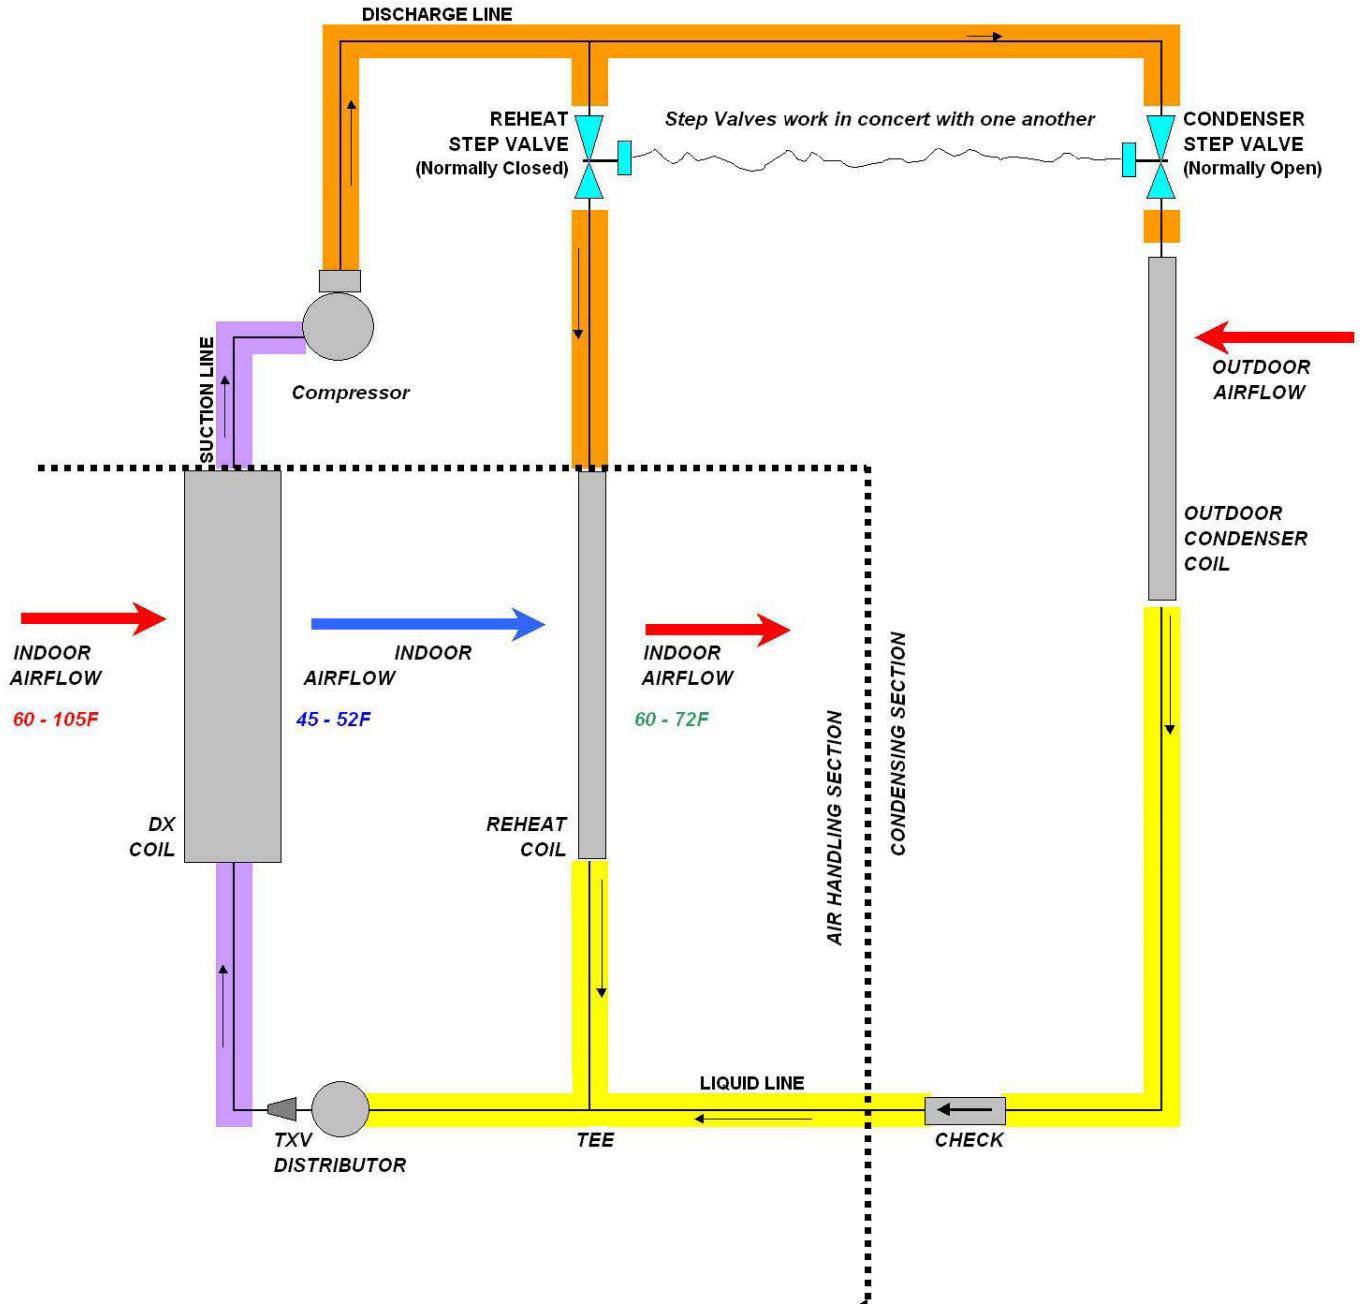 DISCHARGE LINE
REHEAT
STEP VALVE
(Normally Closed)
Step Valves work in concert with one another
CONDENSER
STEP VALVE
(Normally Open)
SUCTION LINE
Compressor
OUTDOOR
AIRFLOW
OUTDOOR
CONDENSER
COIL
INDOOR
AIRFLOW
60 - 105F
INDOOR
AIRFLOW
45 - 52F
INDOOR
AIRFLOW
60 - 72F
AIR HANDLING SECTION
CONDENSING SECTION
DX
COIL
REHEAT
COIL
LIQUID LINE
TXV
DISTRIBUTOR
TEE
CHECK